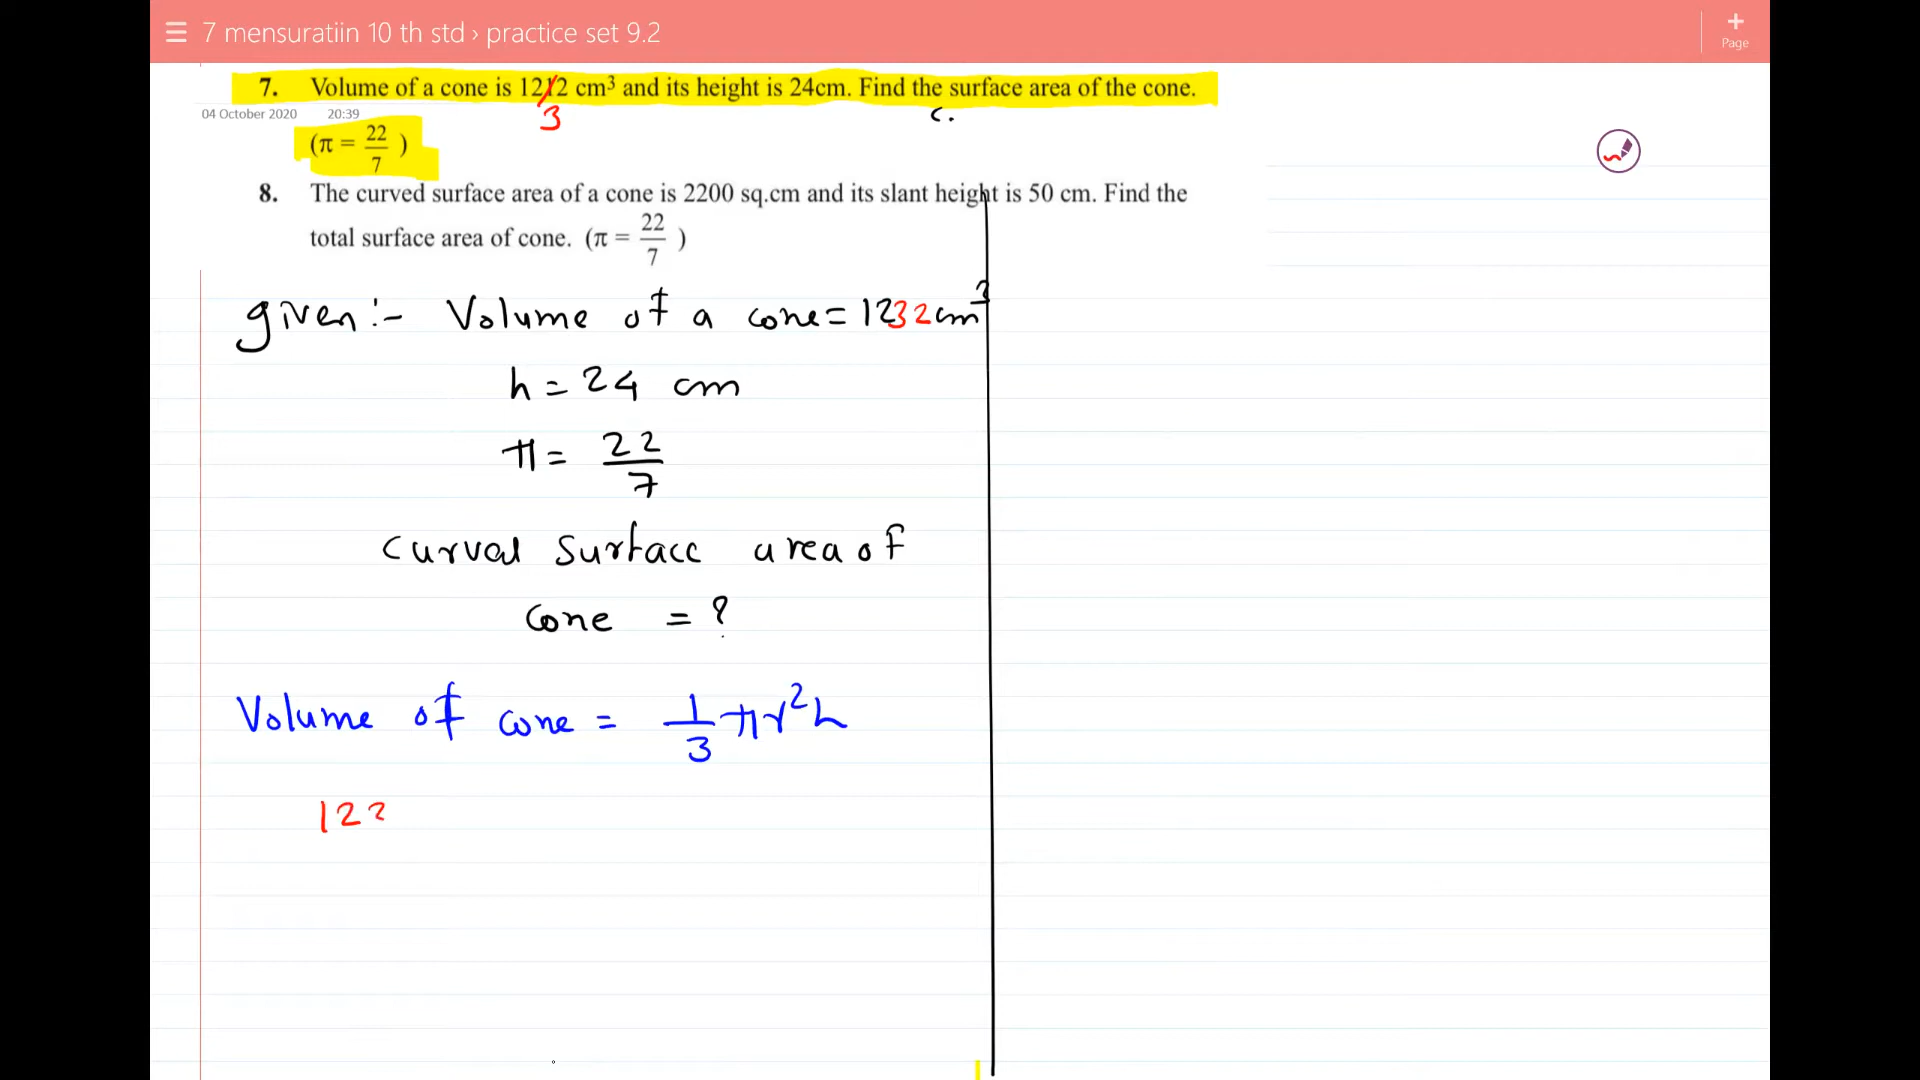 7 mensuratiin 10 th std › practice set 9.2
Page
7. Volume of a cone is 1212 cm³ and its height is 24cm. Find the surface area of the cone.
3
c.
04 October 2020 20:39
(π = 22/7 )
8. The curved surface area of a cone is 2200 sq.cm and its slant height is 50 cm. Find the
total surface area of cone. (π = 22/7 )
given :- Volume of a cone = 1232 cm³
h = 24 cm
π = 22/7
curved surface area of
cone = ?
Volume of cone = 1/3 πr²h
123